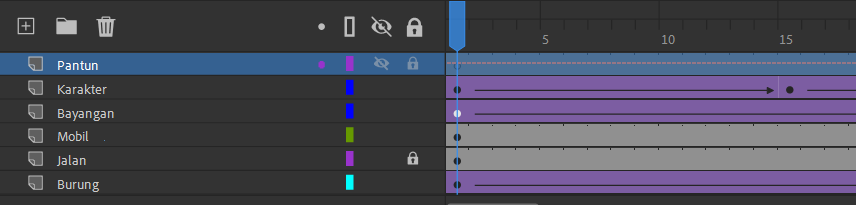 5 10 15
Pantun
Karakter
Bayangan
Mobil
Jalan
Burung